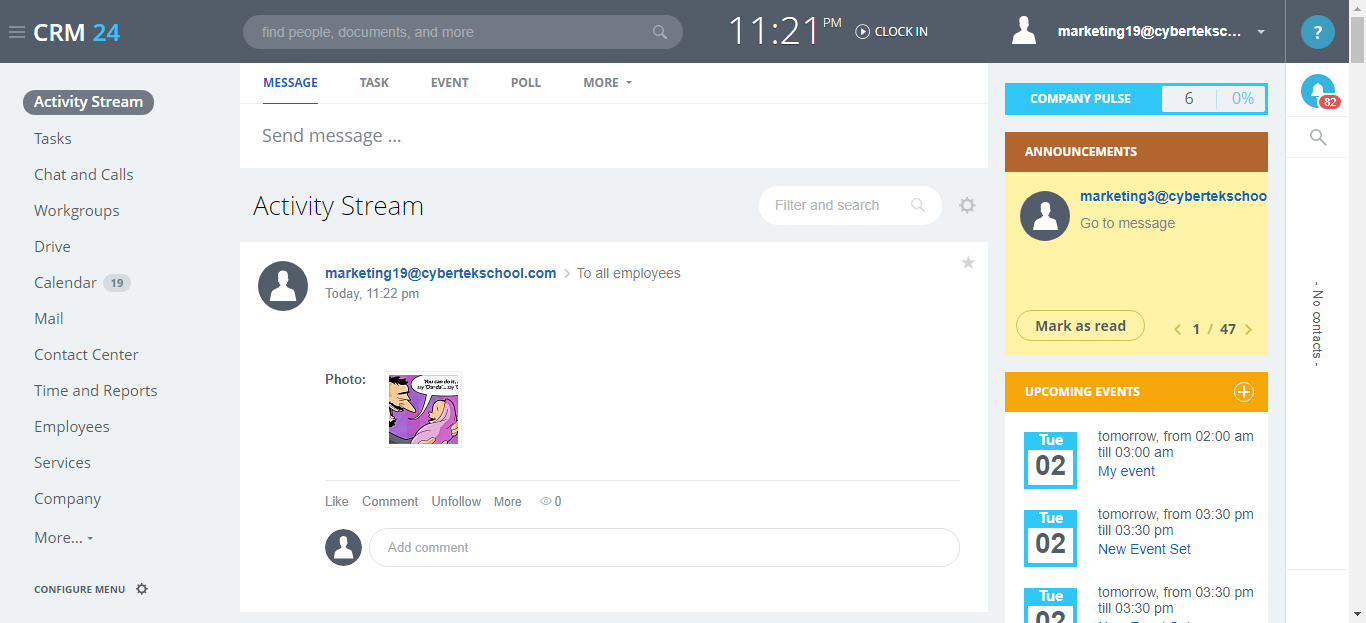 CRM 24
find people, documents, and more
11:21 PM
CLOCK IN
marketing19@cyberteksc...
?
82
Activity Stream
Tasks
Chat and Calls
Workgroups
Drive
Calendar 19
Mail
Contact Center
Time and Reports
Employees
Services
Company
More...
CONFIGURE MENU
MESSAGE TASK EVENT POLL MORE
Send message ...
Activity Stream
Filter and search
marketing19@cybertekschool.com > To all employees
Today, 11:22 pm
Photo:
You can do it,
say 'Da-da'...
Like Comment Unfollow More 0
Add comment
COMPANY PULSE 6 0%
ANNOUNCEMENTS
marketing3@cybertekschoo
Go to message
Mark as read
1 / 47
UPCOMING EVENTS
Tue
02
tomorrow, from 02:00 am
till 03:00 am
My event
Tue
02
tomorrow, from 03:30 pm
till 03:30 pm
New Event Set
Tue
02
tomorrow, from 03:30 pm
till 03:30 pm
New Event Set
- No contacts -